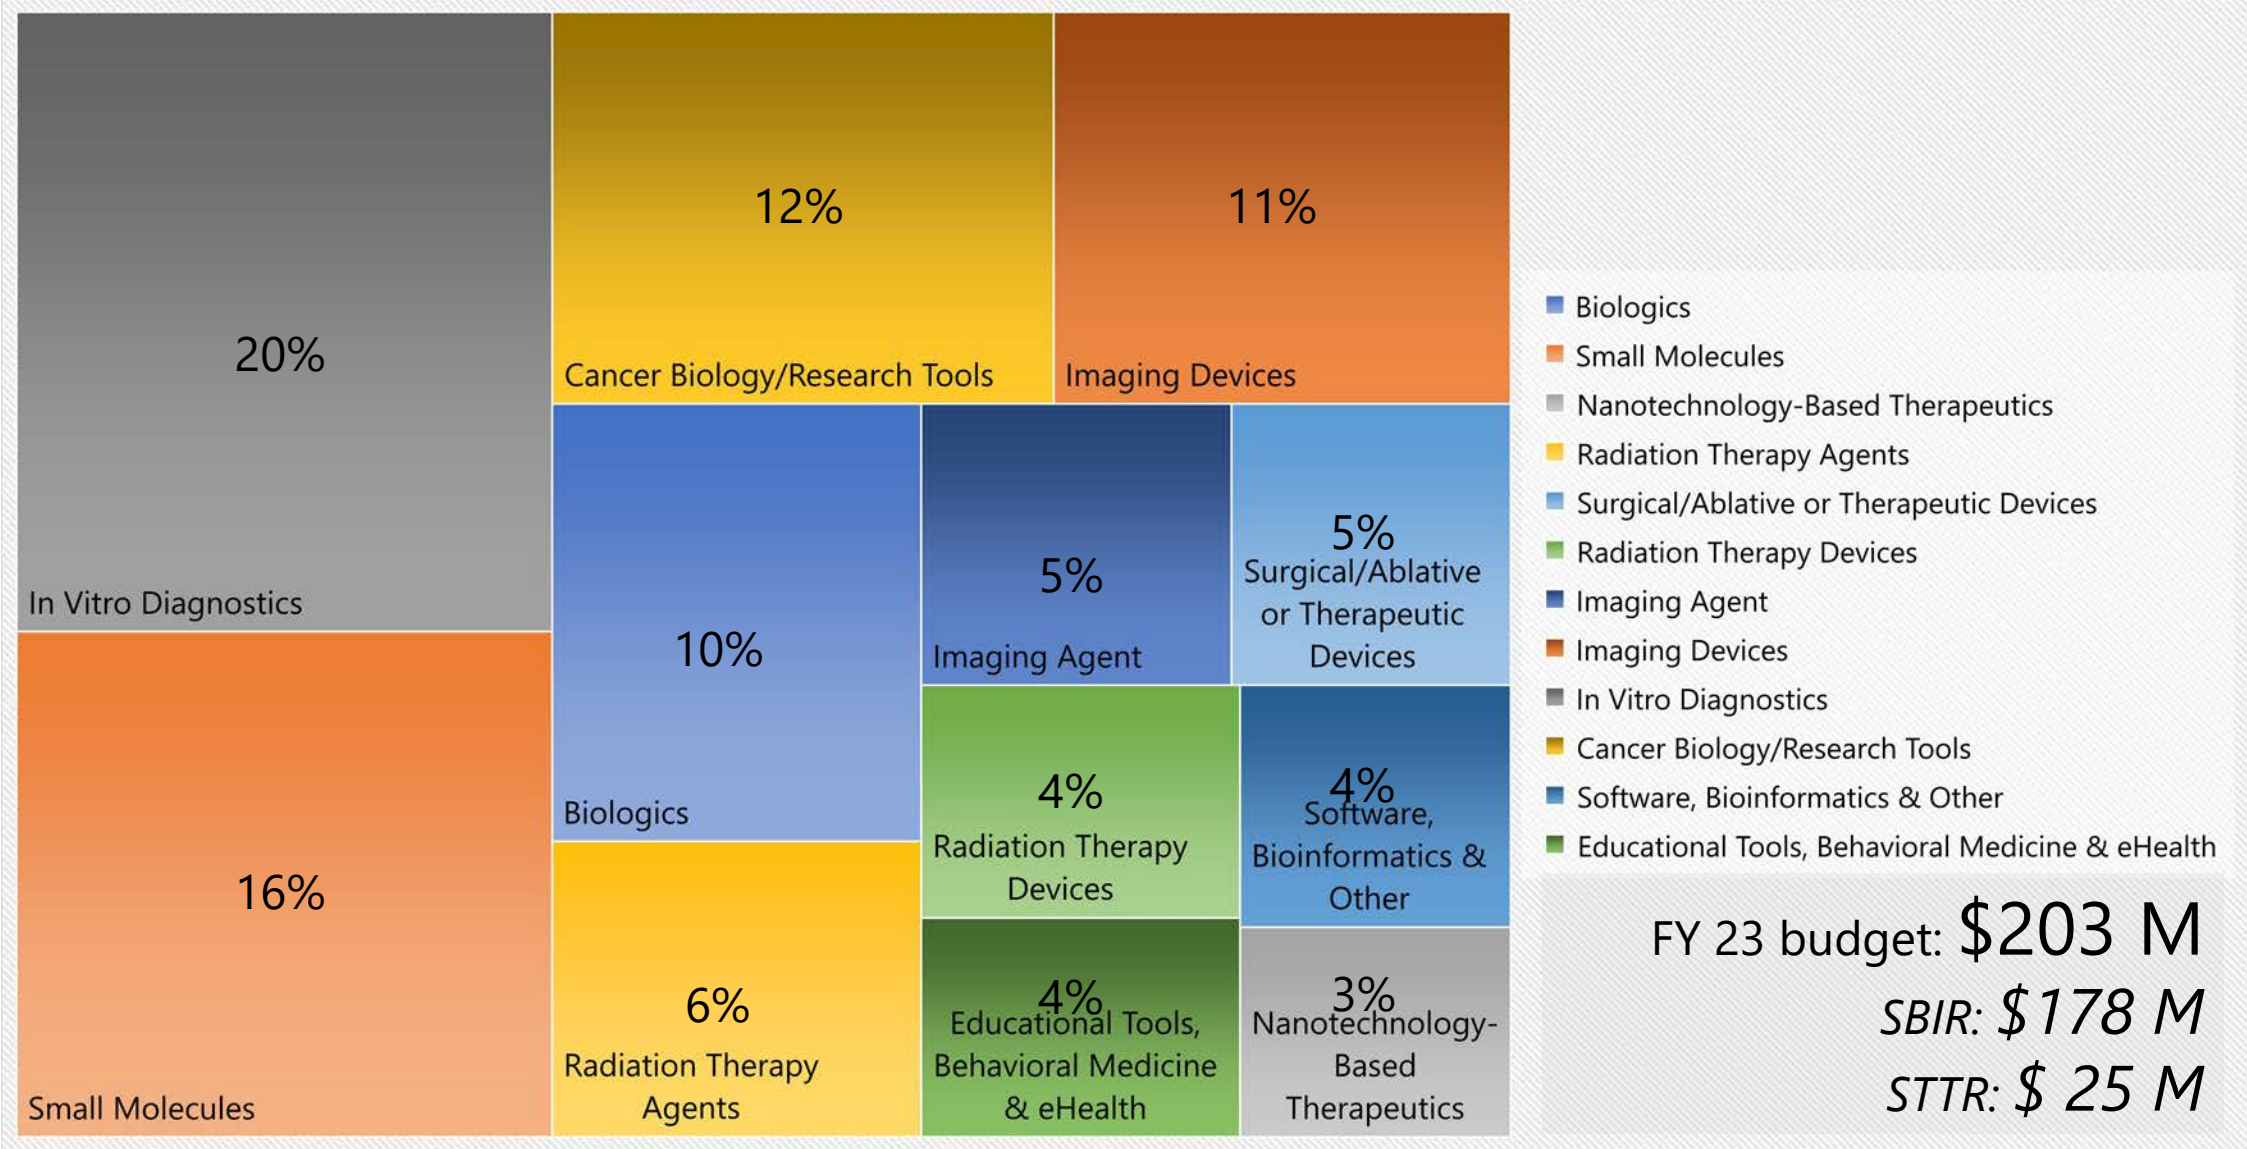 20%
In Vitro Diagnostics
16%
Small Molecules
12%
Cancer Biology/Research Tools
11%
Imaging Devices
10%
Biologics
6%
Radiation Therapy
Agents
5%
Imaging Agent
5%
Surgical/Ablative
or Therapeutic
Devices
4%
Radiation Therapy
Devices
4%
Software,
Bioinformatics &
Other
4%
Educational Tools,
Behavioral Medicine
& eHealth
3%
Nanotechnology-
Based
Therapeutics
Biologics
Small Molecules
Nanotechnology-Based Therapeutics
Radiation Therapy Agents
Surgical/Ablative or Therapeutic Devices
Radiation Therapy Devices
Imaging Agent
Imaging Devices
In Vitro Diagnostics
Cancer Biology/Research Tools
Software, Bioinformatics & Other
Educational Tools, Behavioral Medicine & eHealth
FY 23 budget: $203 M
SBIR: $178 M
STTR: $ 25 M